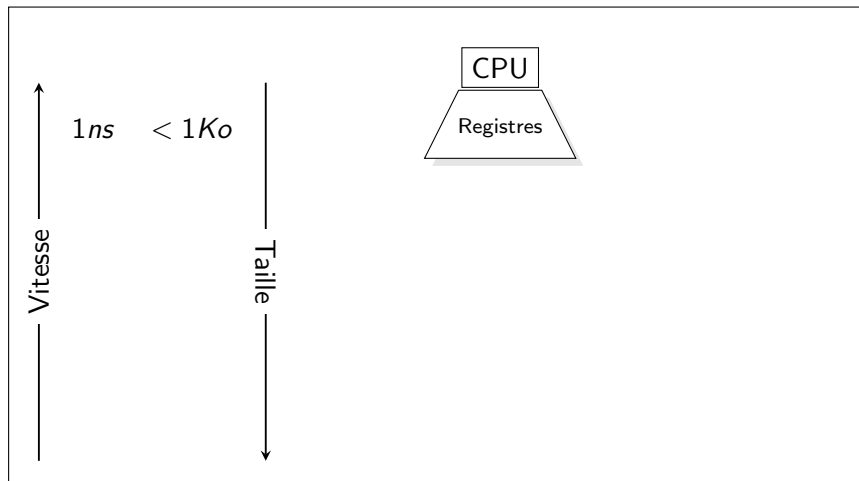 CPU
Registres
1ns < 1Ko
Vitesse
Taille